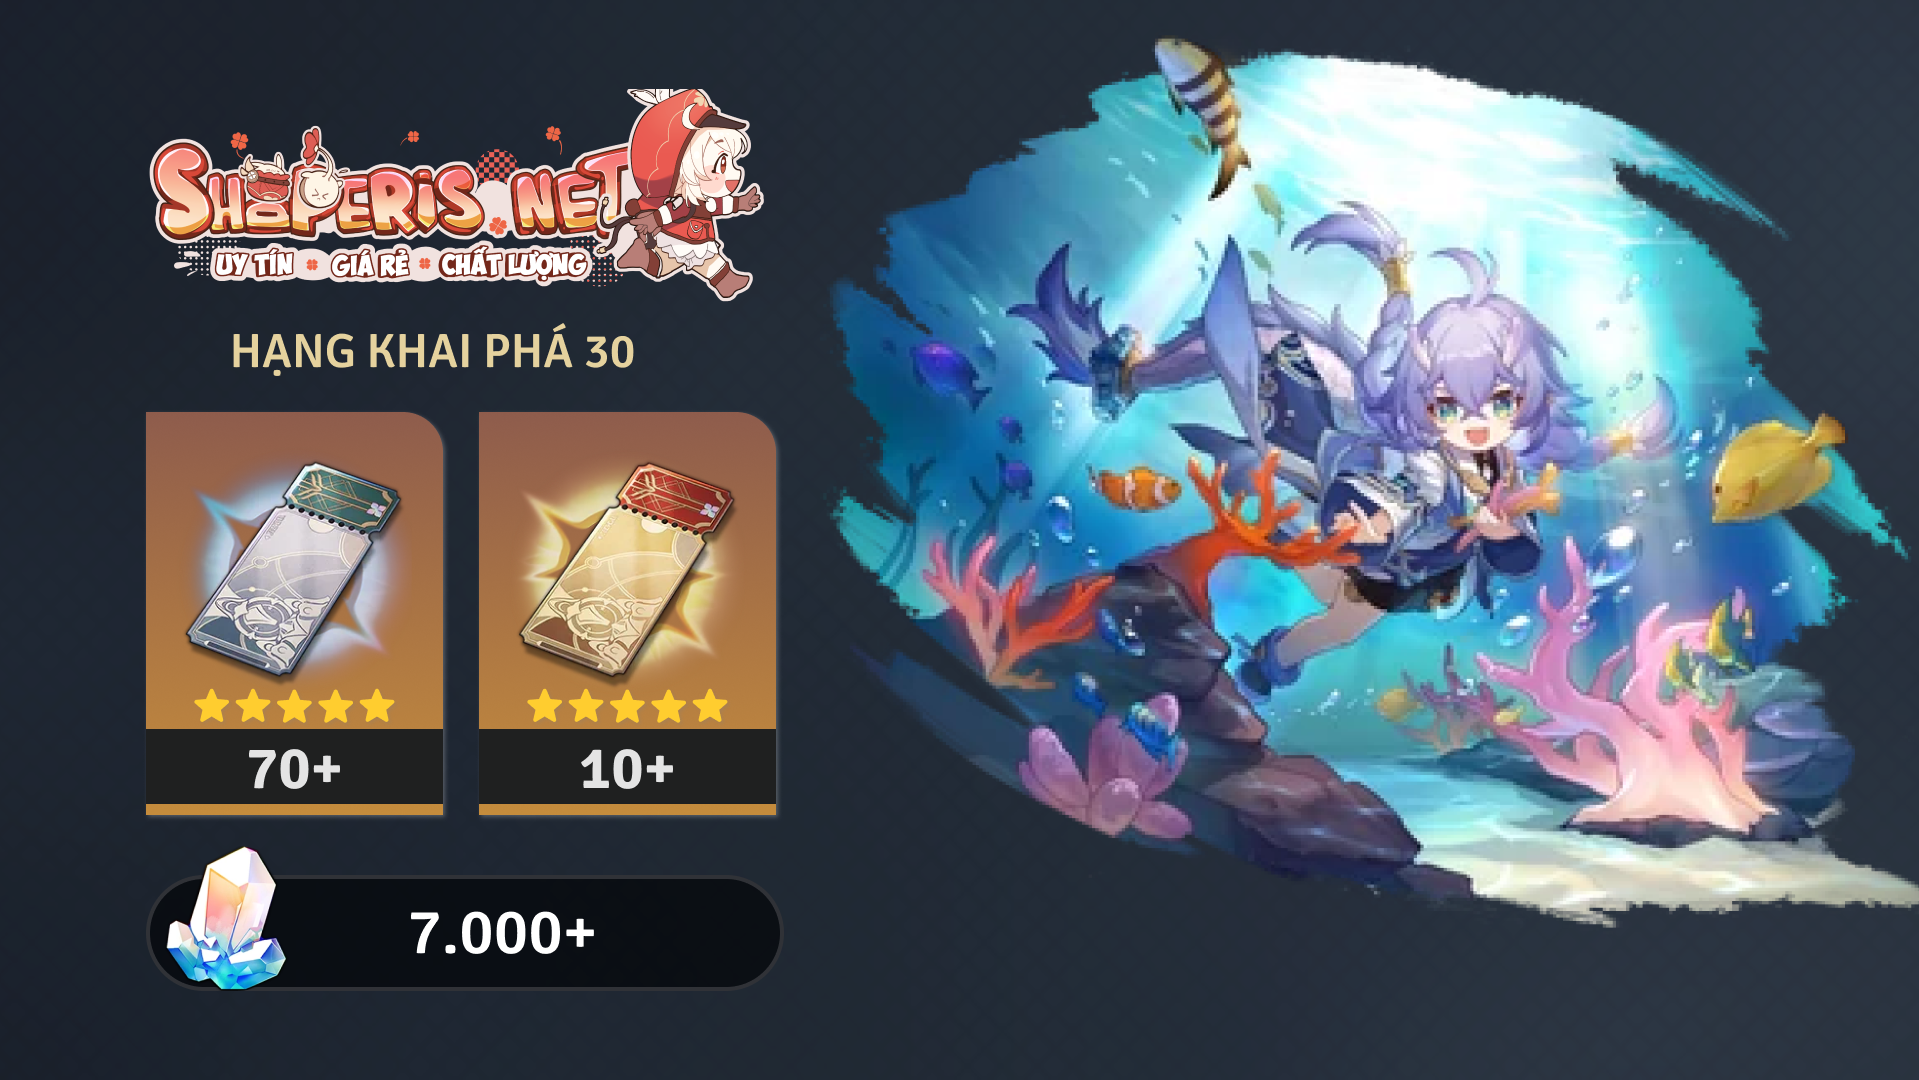 SHOPERIS NET
UY TÍN GIÁ RẺ CHẤT LƯỢNG
HẠNG KHAI PHÁ 30
70+
10+
7.000+